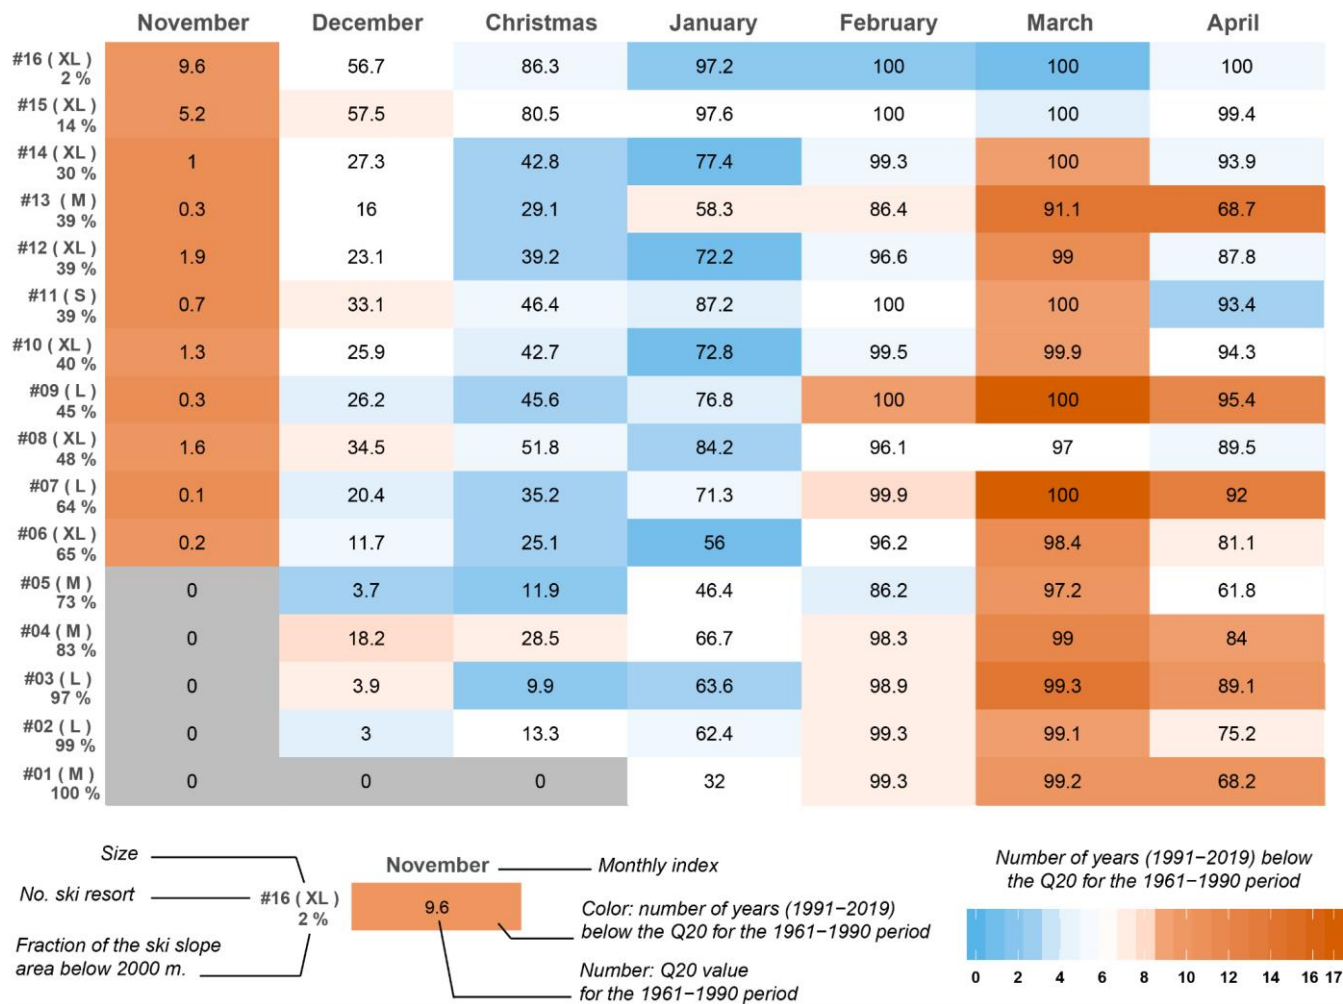 November December Christmas January February March April
#16 ( XL ) 9.6 56.7 86.3 97.2 100 100 100
2 %
#15 ( XL ) 5.2 57.5 80.5 97.6 100 100 99.4
14 %
#14 ( XL ) 1 27.3 42.8 77.4 99.3 100 93.9
30 %
#13 ( M ) 0.3 16 29.1 58.3 86.4 91.1 68.7
39 %
#12 ( XL ) 1.9 23.1 39.2 72.2 96.6 99 87.8
39 %
#11 ( S ) 0.7 33.1 46.4 87.2 100 100 93.4
39 %
#10 ( XL ) 1.3 25.9 42.7 72.8 99.5 99.9 94.3
40 %
#09 ( L ) 0.3 26.2 45.6 76.8 100 100 95.4
45 %
#08 ( XL ) 1.6 34.5 51.8 84.2 96.1 97 89.5
48 %
#07 ( L ) 0.1 20.4 35.2 71.3 99.9 100 92
64 %
#06 ( XL ) 0.2 11.7 25.1 56 96.2 98.4 81.1
65 %
#05 ( M ) 0 3.7 11.9 46.4 86.2 97.2 61.8
73 %
#04 ( M ) 0 18.2 28.5 66.7 98.3 99 84
83 %
#03 ( L ) 0 3.9 9.9 63.6 98.9 99.3 89.1
97 %
#02 ( L ) 0 3 13.3 62.4 99.3 99.1 75.2
99 %
#01 ( M ) 0 0 0 32 99.3 99.2 68.2
100 %
Size
No. ski resort
Fraction of the ski slope
area below 2000 m.
#16 ( XL )
2 %
November
9.6
Monthly index
Color: number of years (1991−2019)
below the Q20 for the 1961−1990 period
Number: Q20 value
for the 1961−1990 period
Number of years (1991−2019) below
the Q20 for the 1961−1990 period
0 2 4 6 8 10 12 14 16 17